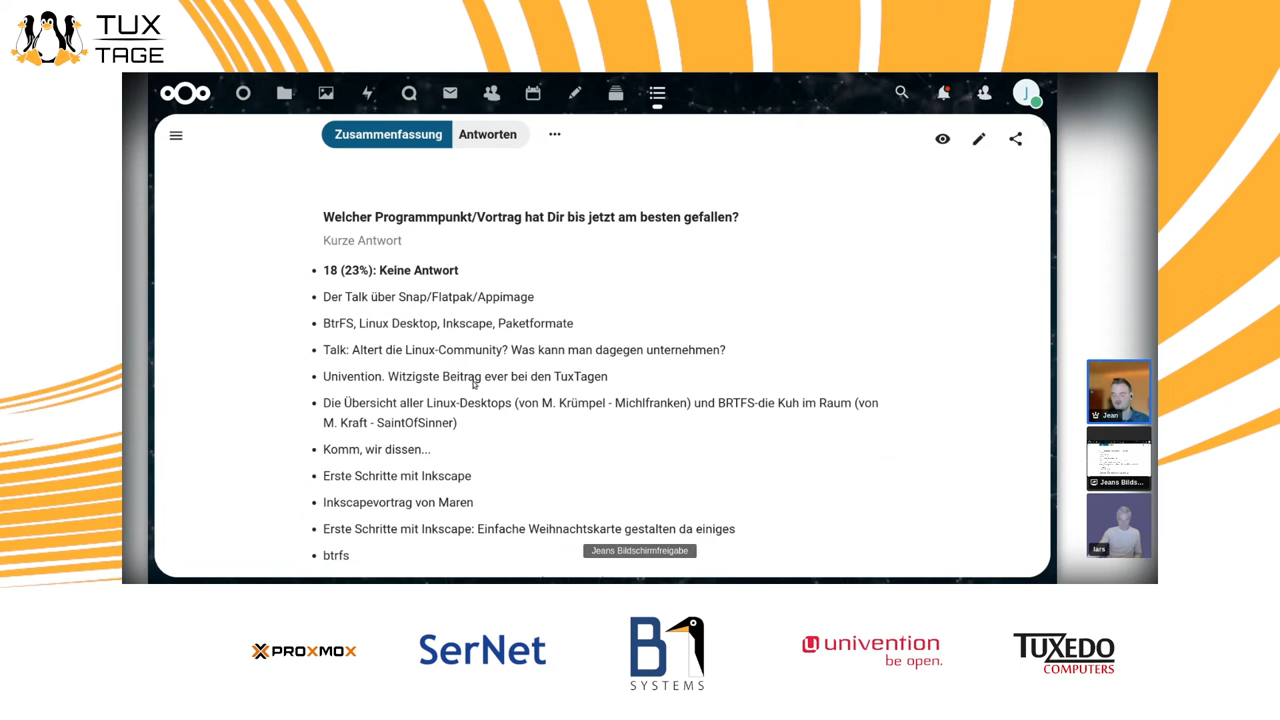 TUX
TAGE
J
Zusammenfassung Antworten
Welcher Programmpunkt/Vortrag hat Dir bis jetzt am besten gefallen?
Kurze Antwort
• 18 (23%): Keine Antwort
• Der Talk über Snap/Flatpak/Appimage
• BtrFS, Linux Desktop, Inkscape, Paketformate
• Talk: Altert die Linux-Community? Was kann man dagegen unternehmen?
• Univention. Witzigste Beitrag ever bei den TuxTagen
• Die Übersicht aller Linux-Desktops (von M. Krümpel - Michlfranken) und BRTFS-die Kuh im Raum (von
M. Kraft - SaintOfSinner)
• Komm, wir dissen...
• Erste Schritte mit Inkscape
• Inkscapevortrag von Maren
• Erste Schritte mit Inkscape: Einfache Weihnachtskarte gestalten da einiges
• btrfs
Jeans Bildschirmfreigabe
Jean
Jeans Bilds...
lars
PROXMOX
SerNet
B1
SYSTEMS
univention
be open.
TUXEDO
COMPUTERS